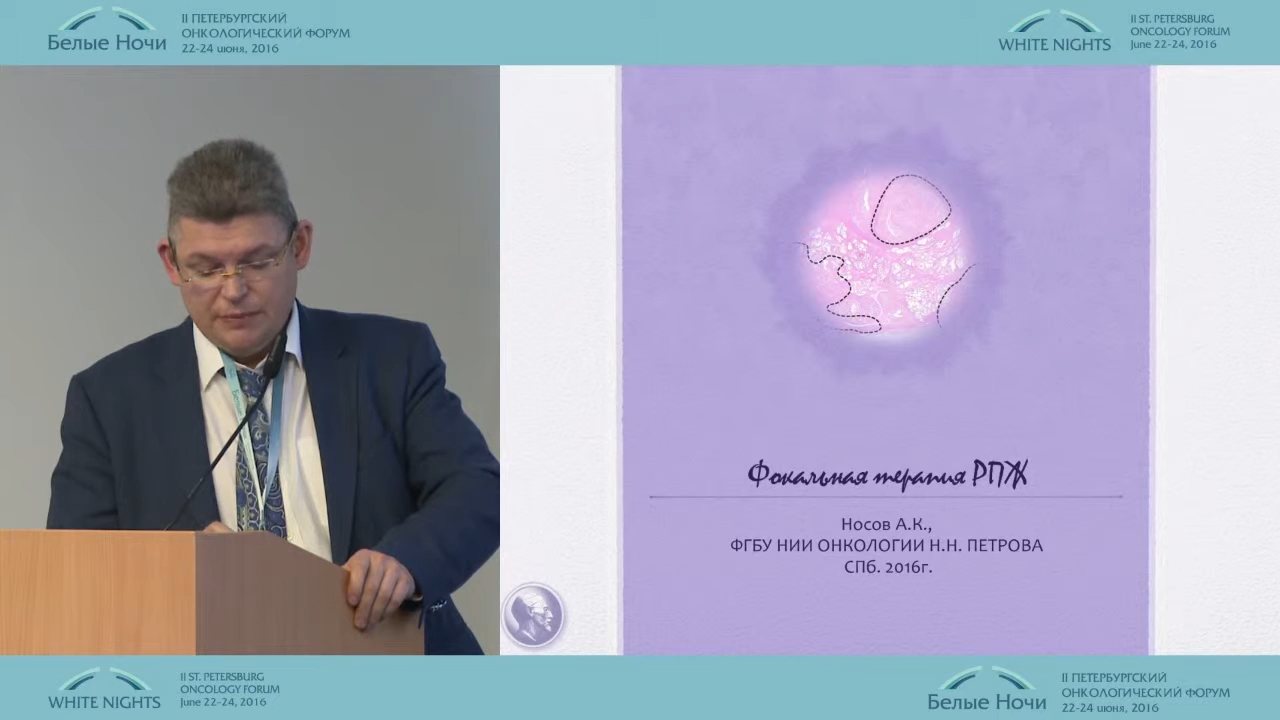 Белые Ночи
II ПЕТЕРБУРГСКИЙ
ОНКОЛОГИЧЕСКИЙ ФОРУМ
22-24 июня, 2016
WHITE NIGHTS
II ST. PETERSBURG
ONCOLOGY FORUM
June 22-24, 2016
Фокальная терапия РПЖ
Носов А.К.,
ФГБУ НИИ ОНКОЛОГИИ Н.Н. ПЕТРОВА
СПб. 2016г.
WHITE NIGHTS
II ST. PETERSBURG
ONCOLOGY FORUM
June 22-24, 2016
Белые Ночи
II ПЕТЕРБУРГСКИЙ
ОНКОЛОГИЧЕСКИЙ ФОРУМ
22-24 июня, 2016